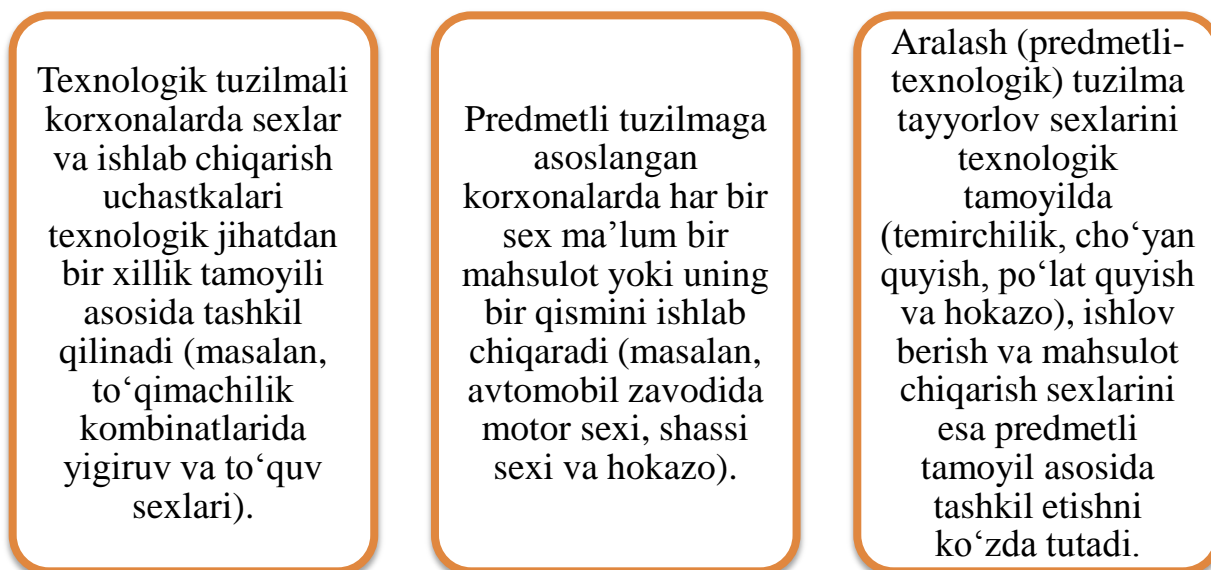 Texnologik tuzilmali
korxonalarda sexlar
va ishlab chiqarish
uchastkalari
texnologik jihatdan
bir xillik tamoyili
asosida tashkil
qilinadi (masalan,
to‘qimachilik
kombinatlarida
yigiruv va to‘quv
sexlari).
Predmetli tuzilmaga
asoslangan
korxonalarda har bir
sex ma’lum bir
mahsulot yoki uning
bir qismini ishlab
chiqaradi (masalan,
avtomobil zavodida
motor sexi, shassi
sexi va hokazo).
Aralash (predmetli-
texnologik) tuzilma
tayyorlov sexlarini
texnologik
tamoyilda
(temirchilik, cho‘yan
quyish, po‘lat quyish
va hokazo), ishlov
berish va mahsulot
chiqarish sexlarini
esa predmetli
tamoyil asosida
tashkil etishni
ko‘zda tutadi.